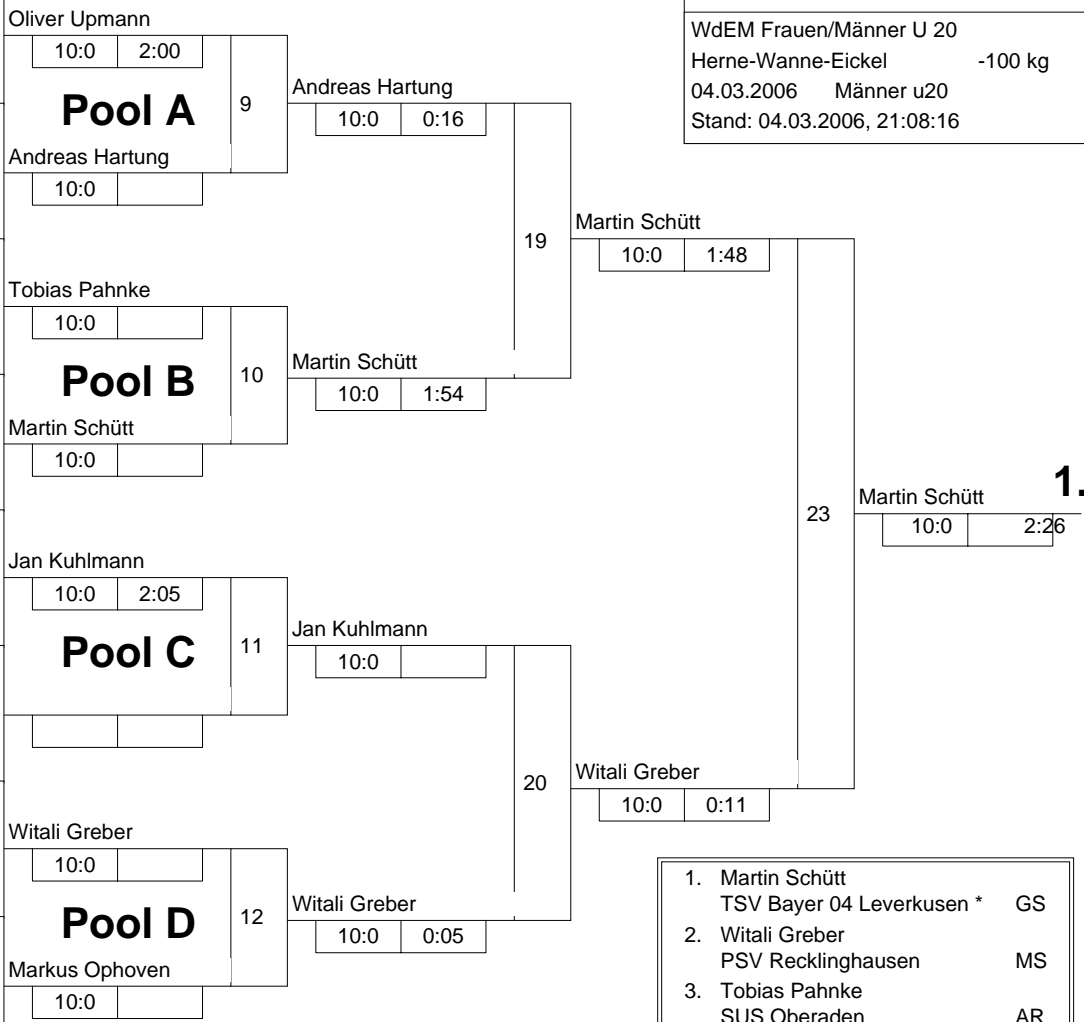 Oliver Upmann
10:0 2:00
Pool A
9
Andreas Hartung
10:0
Andreas Hartung
10:0 0:16
Tobias Pahnke
10:0
Pool B
10
Martin Schütt
10:0
Martin Schütt
10:0 1:54
19
Martin Schütt
10:0 1:48
Jan Kuhlmann
10:0 2:05
Pool C
11
Jan Kuhlmann
10:0
Witali Greber
10:0
Pool D
12
Markus Ophoven
10:0
Witali Greber
10:0 0:05
20
Witali Greber
10:0 0:11
23
Martin Schütt 1.
10:0 2:26
WdEM Frauen/Männer U 20
Herne-Wanne-Eickel -100 kg
04.03.2006 Männer u20
Stand: 04.03.2006, 21:08:16
1. Martin Schütt
TSV Bayer 04 Leverkusen * GS
2. Witali Greber
PSV Recklinghausen MS
3. Tobias Pahnke
SUS Oberaden AR